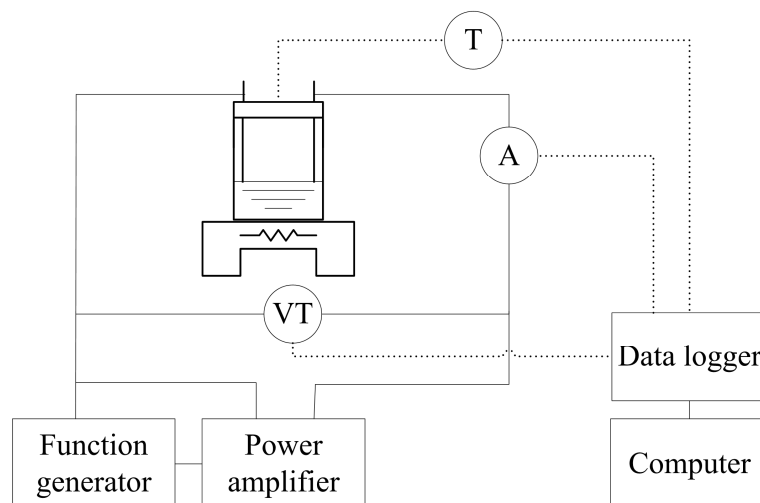 T
A
VT
Data logger
Function
generator
Power
amplifier
Computer